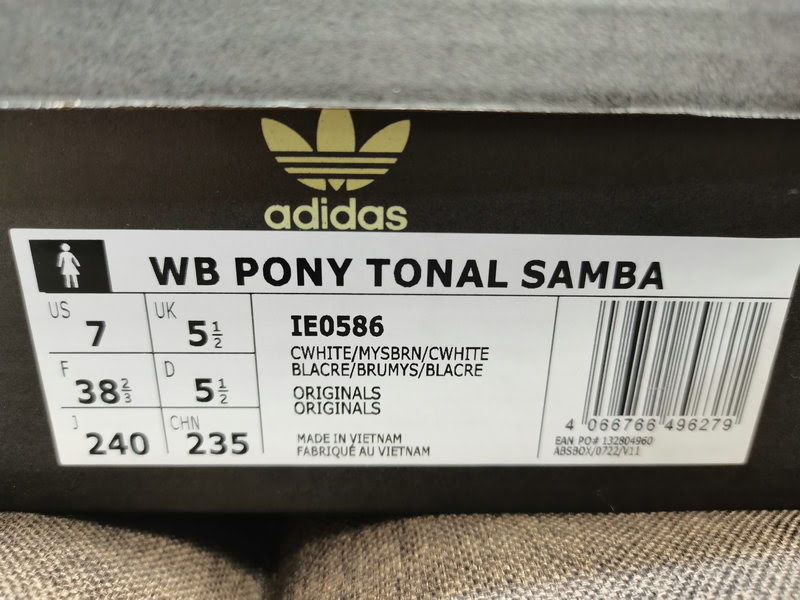 adidas
WB PONY TONAL SAMBA
US 7 UK 5 1/2
F 38 2/3 D 5 1/2
J 240 CHN 235
IE0586
CWHITE/MYSBRN/CWHITE
BLACRE/BRUMYS/BLACRE
ORIGINALS
ORIGINALS
MADE IN VIETNAM
FABRIQUÉ AU VIETNAM
4 066766 496279
EAN PO# 132804960
ABSBOX/0722/V11